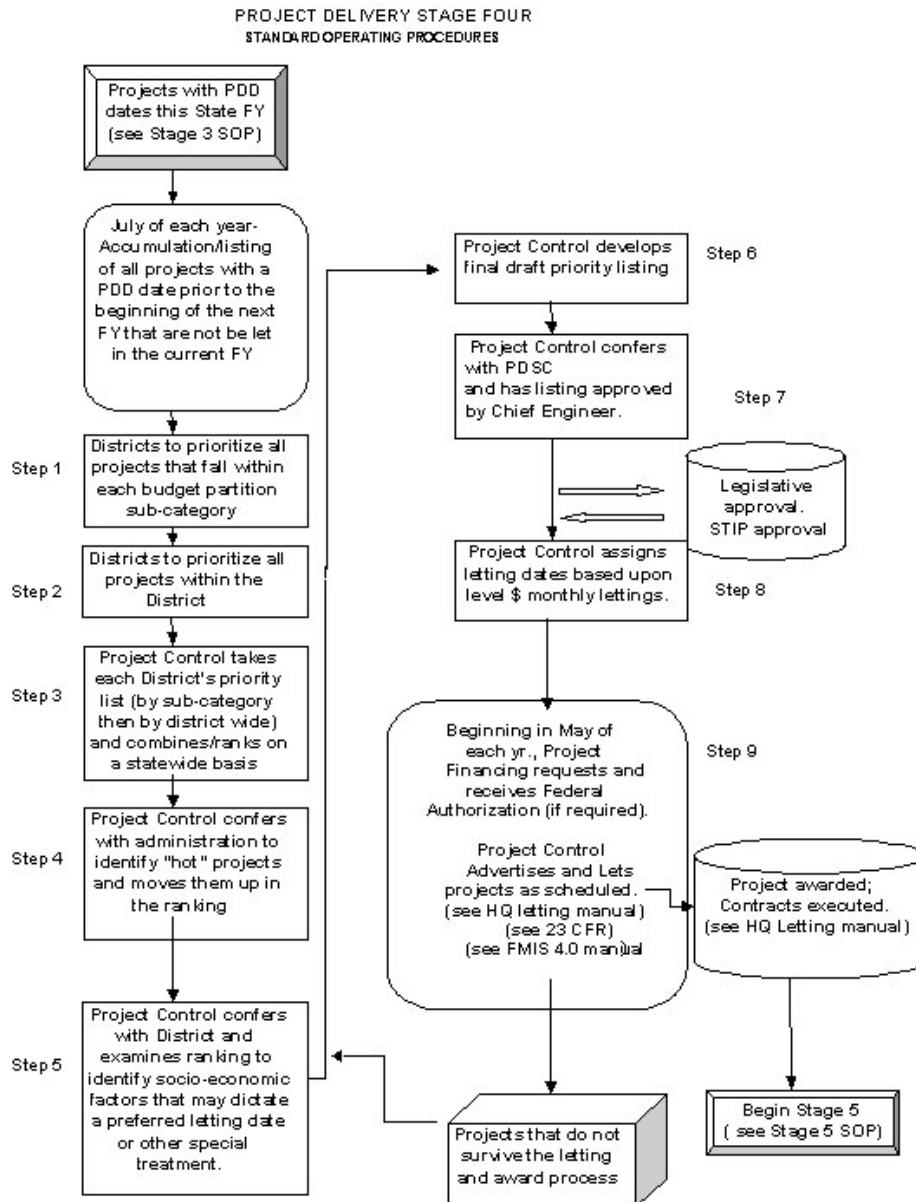 PROJECT DELIVERY STAGE FOUR
STANDARD OPERATING PROCEDURES
Projects with PDD
dates this State FY
(see Stage 3 SOP)
July of each year-
Accumulation/listing
of all projects with a
PDD date prior to the
beginning of the next
FY that are not be let
in the current FY
Step 1
Districts to prioritize all
projects that fall within
each budget partition
sub-category
Step 2
Districts to prioritize all
projects within the
District
Step 3
Project Control takes
each District's priority
list (by sub-category
then by district wide)
and combines/ranks on
a statewide basis
Step 4
Project Control confers
with administration to
identify "hot" projects
and moves them up in
the ranking
Step 5
Project Control confers
with District and
examines ranking to
identify socio-economic
factors that may dictate
a preferred letting date
or other special
treatment.
Project Control develops
final draft priority listing
Step 6
Project Control confers
with PDSC
and has listing approved
by Chief Engineer.
Step 7
Legislative
approval.
STIP approval
Project Control assigns
letting dates based upon
level $ monthly lettings.
Step 8
Beginning in May of
each yr., Project
Financing requests and
receives Federal
Authorization (if required).
Project Control
Advertises and Lets
projects as scheduled.
(see HQ letting manual)
(see 23 CFR)
(see FMIS 4.0 manual
Step 9
Project awarded;
Contracts executed.
(see HQ Letting manual)
Projects that do not
survive the letting
and award process
Begin Stage 5
( see Stage 5 SOP)